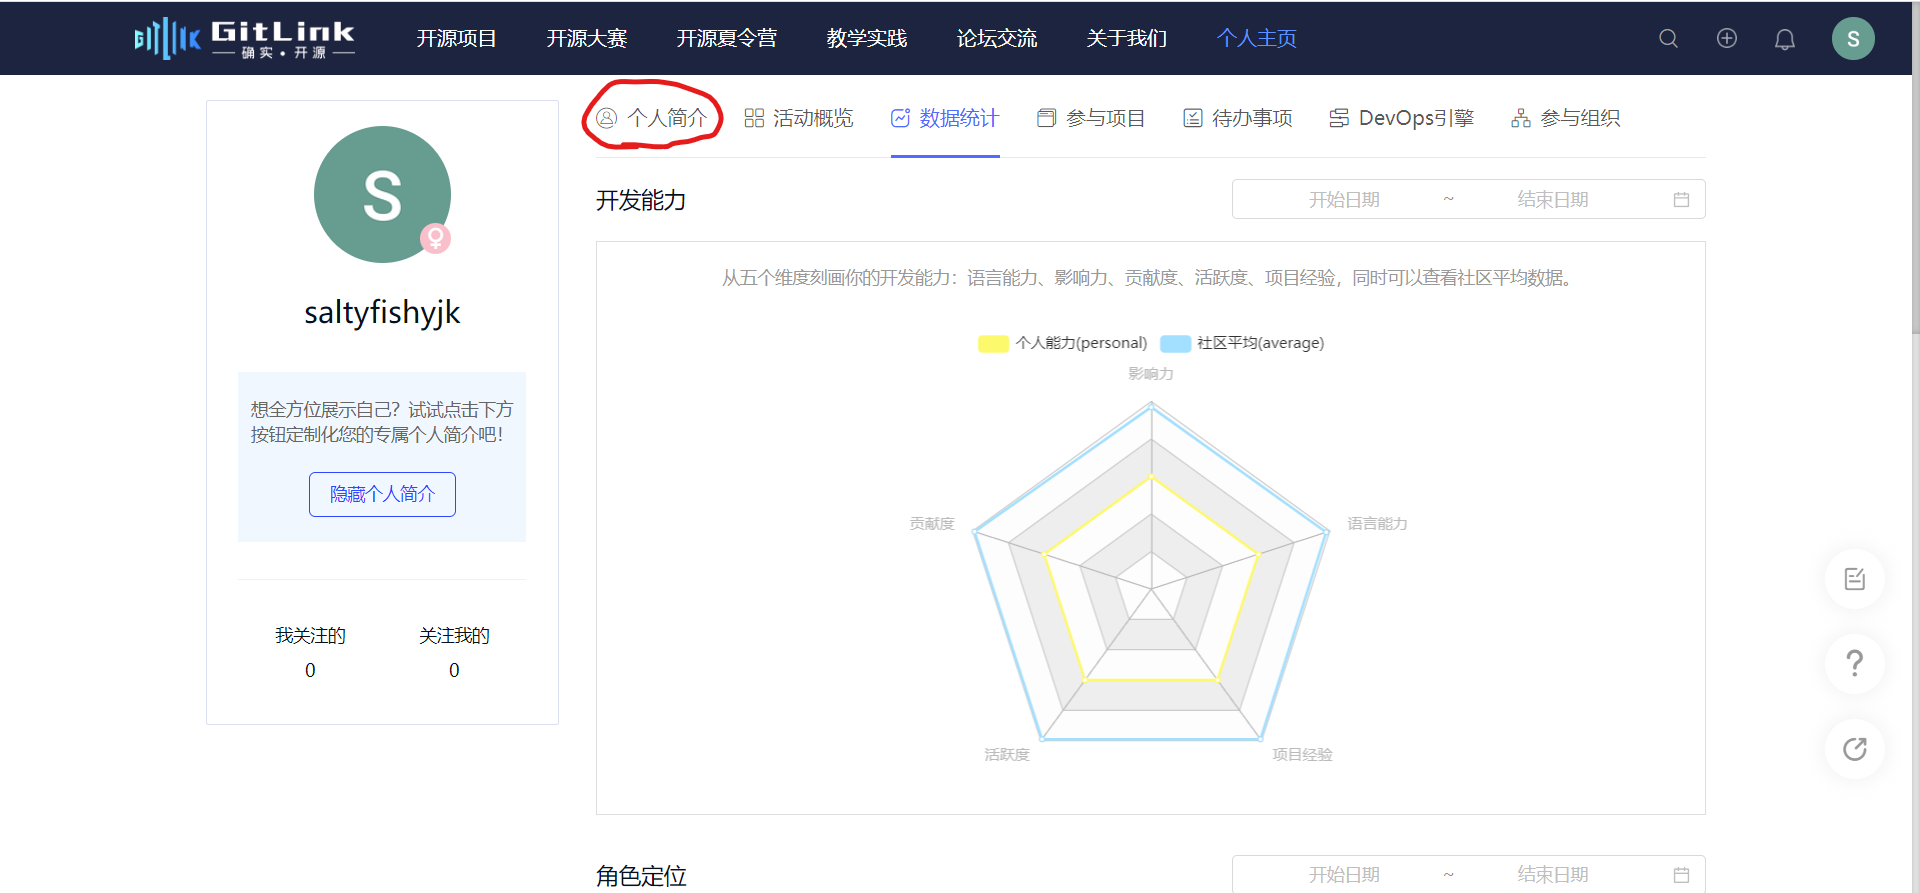 GitLink
确实·开源
开源项目 开源大赛 开源夏令营 教学实践 论坛交流 关于我们 个人主页
S
个人简介 活动概览 数据统计 参与项目 待办事项 DevOps引擎 参与组织
S
saltyfishyjk
想全方位展示自己？试试点击下方
按钮定制化您的专属个人简介吧！
隐藏个人简介
我关注的 关注我的
0 0
开发能力
开始日期 ~ 结束日期
从五个维度刻画你的开发能力：语言能力、影响力、贡献度、活跃度、项目经验，同时可以查看社区平均数据。
个人能力(personal) 社区平均(average)
影响力
贡献度 语言能力
活跃度 项目经验
角色定位
开始日期 ~ 结束日期